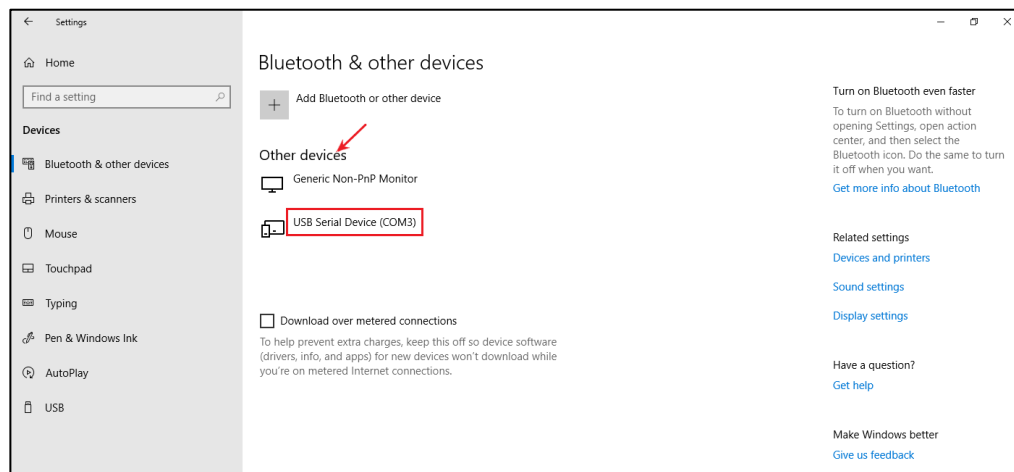 Settings
Home
Find a setting
Devices
Bluetooth & other devices
Printers & scanners
Mouse
Touchpad
Typing
Pen & Windows Ink
AutoPlay
USB
Bluetooth & other devices
Add Bluetooth or other device
Other devices
Generic Non-PnP Monitor
USB Serial Device (COM3)
Download over metered connections
To help prevent extra charges, keep this off so device software
(drivers, info, and apps) for new devices won't download while
you're on metered Internet connections.
Turn on Bluetooth even faster
To turn on Bluetooth without
opening Settings, open action
center, and then select the
Bluetooth icon. Do the same to turn
it off when you want.
Get more info about Bluetooth
Related settings
Devices and printers
Sound settings
Display settings
Have a question?
Get help
Make Windows better
Give us feedback